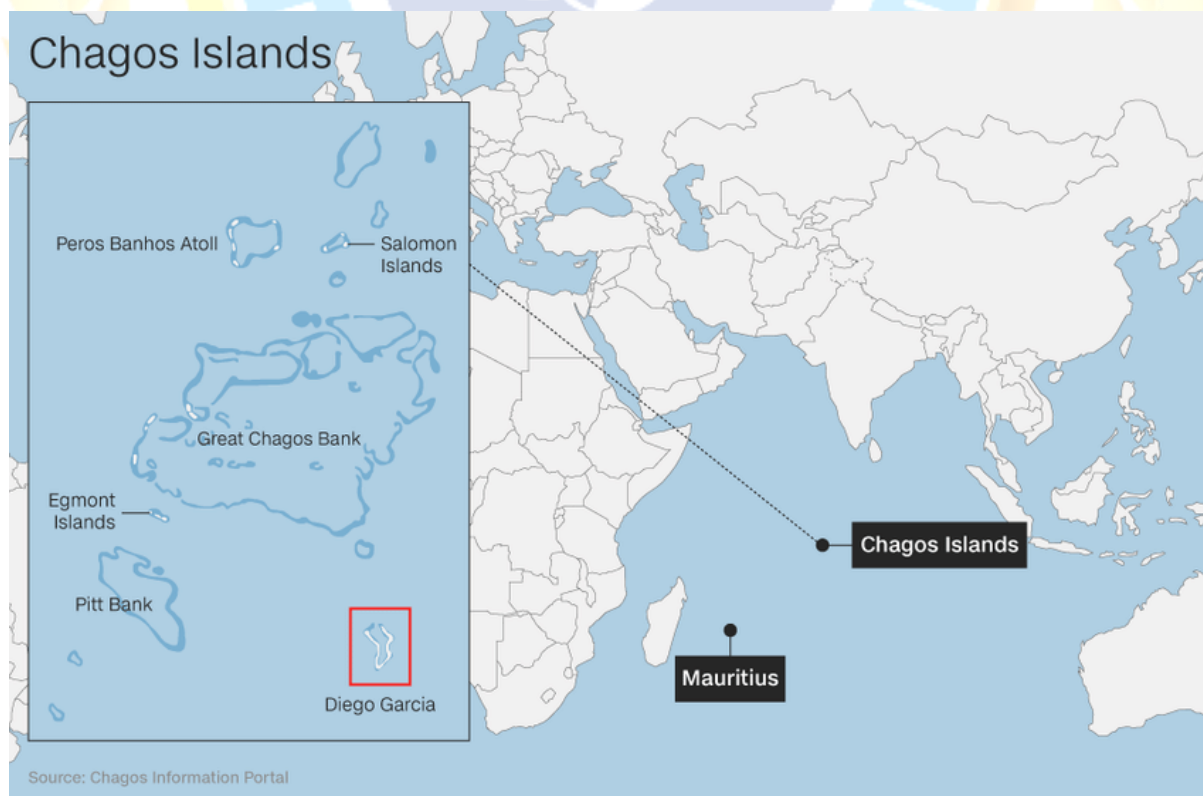 Chagos Islands
Peros Banhos Atoll
Salomon
Islands
Great Chagos Bank
Egmont
Islands
Pitt Bank
Diego Garcia
Chagos Islands
Mauritius
Source: Chagos Information Portal